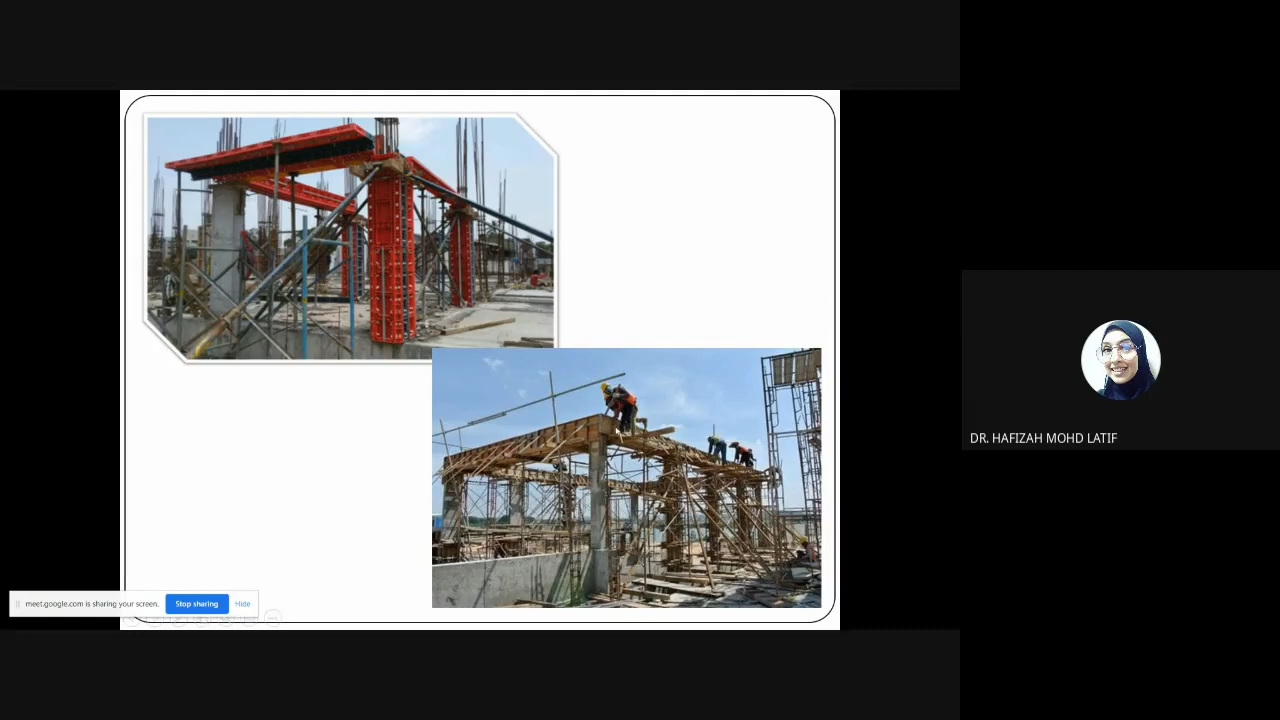 meet.google.com is sharing your screen.
Stop sharing
Hide
DR. HAFIZAH MOHD LATIF